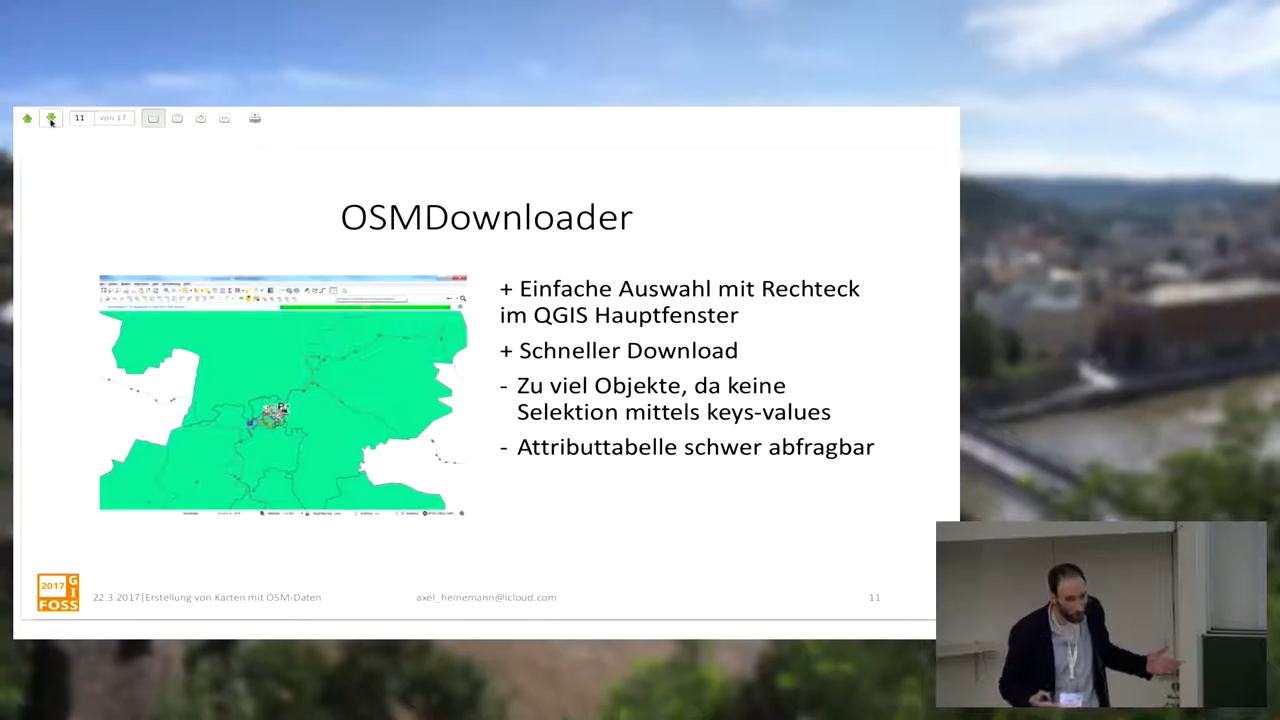 11 von 17
OSMDownloader
+ Einfache Auswahl mit Rechteck
im QGIS Hauptfenster
+ Schneller Download
- Zu viel Objekte, da keine
Selektion mittels keys-values
- Attributtabelle schwer abfragbar
2017
GI
FOSS
22.3.2017|Erstellung von Karten mit OSM-Daten
axel_heinemann@icloud.com
11